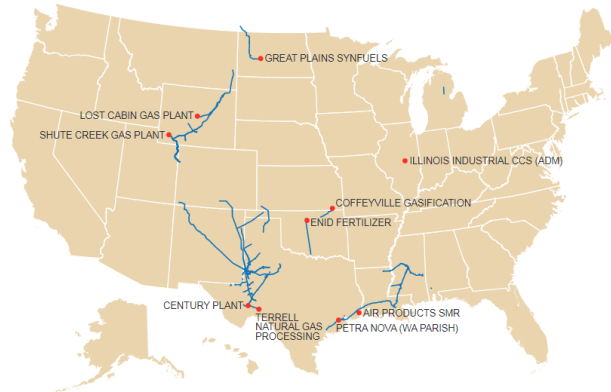 GREAT PLAINS SYNFUELS
LOST CABIN GAS PLANT
SHUTE CREEK GAS PLANT
ILLINOIS INDUSTRIAL CCS (ADM)
COFFEYVILLE GASIFICATION
ENID FERTILIZER
CENTURY PLANT
TERRELL
NATURAL GAS
PROCESSING
AIR PRODUCTS SMR
PETRA NOVA (WA PARISH)